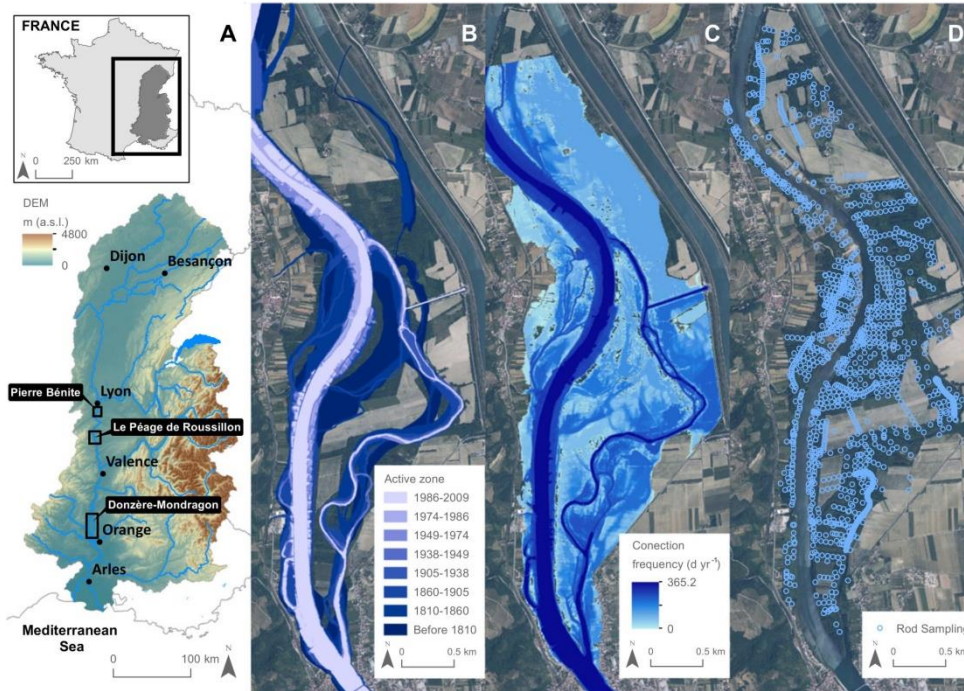 FRANCE
A
N
0 250 km
DEM
m (a.s.l.)
4800
0
Dijon
Besançon
Lyon
Pierre Bénite
Le Péage de Roussillon
Valence
Donzère-Mondragon
Orange
Arles
Mediterranean
Sea
0 100 km
N
B
Active zone
1986-2009
1974-1986
1949-1974
1938-1949
1905-1938
1860-1905
1810-1860
Before 1810
N
0 0.5 km
C
Conection
frequency (d yr⁻¹)
365.2
0
N
0 0.5 km
D
Rod Sampling
N
0 0.5 km